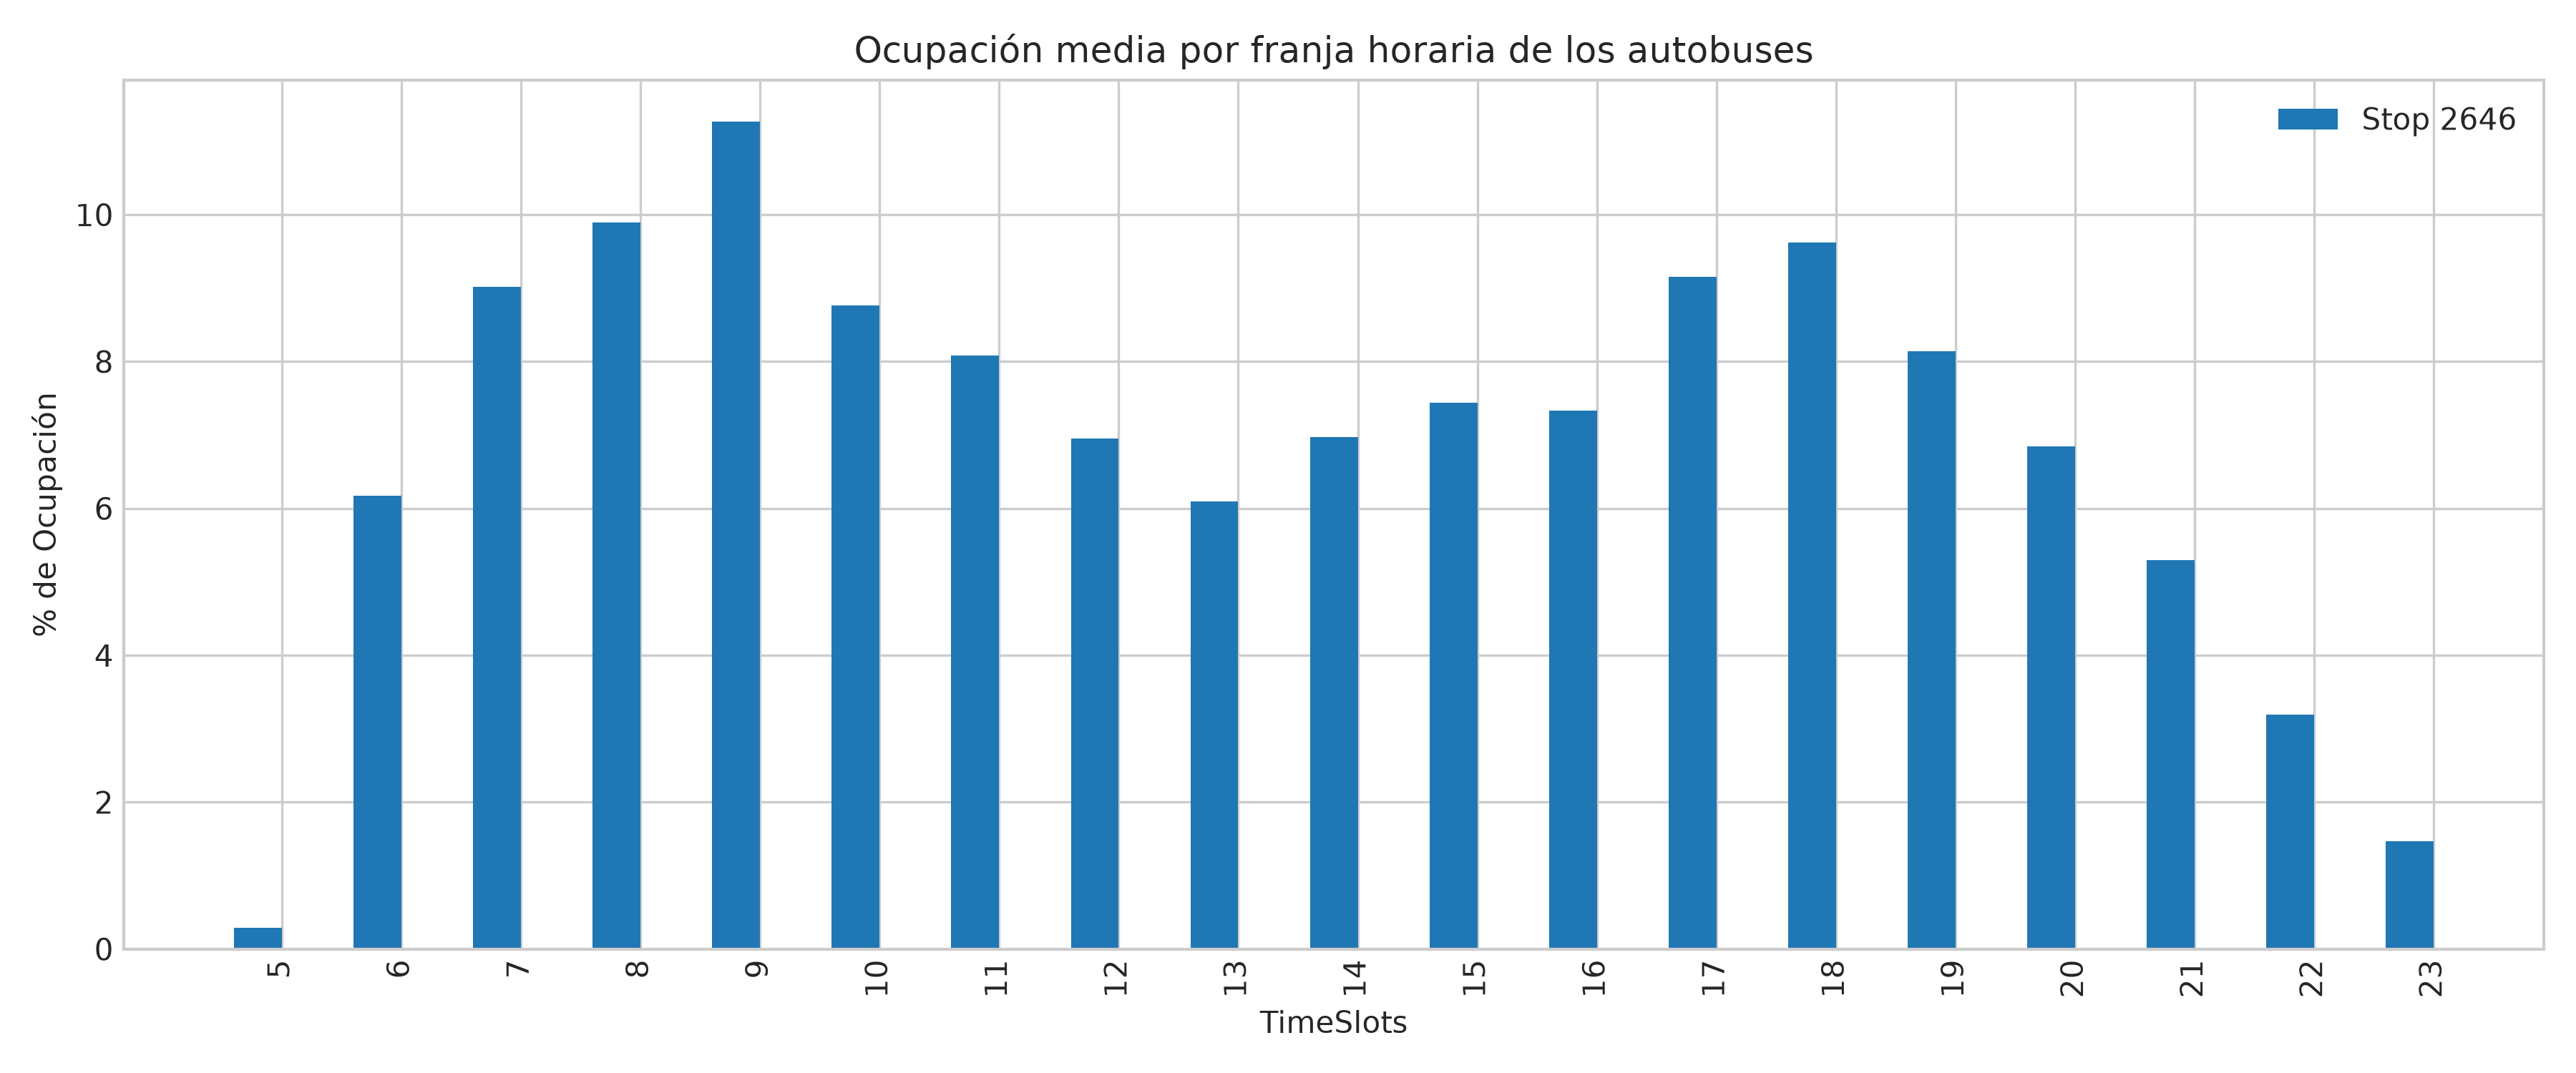 Ocupación media por franja horaria de los autobuses
Stop 2646
% de Ocupación
10
8
6
4
2
0
5 6 7 8 9 10 11 12 13 14 15 16 17 18 19 20 21 22 23
TimeSlots